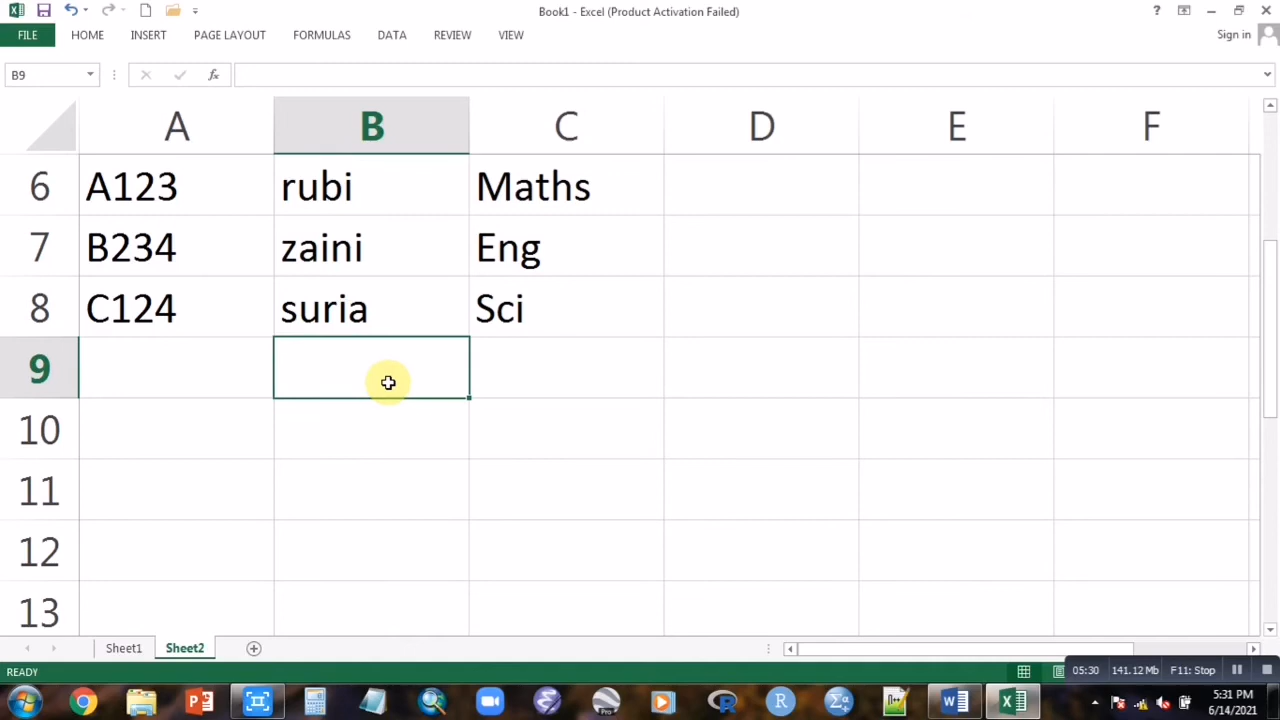 Book1 - Excel (Product Activation Failed)
?
FILE HOME INSERT PAGE LAYOUT FORMULAS DATA REVIEW VIEW Sign in
B9 fx
A B C D E F
6 A123 rubi Maths
7 B234 zaini Eng
8 C124 suria Sci
9
10
11
12
13
Sheet1 Sheet2
READY 05:30 141.12 Mb F11: Stop
5:31 PM
6/14/2021